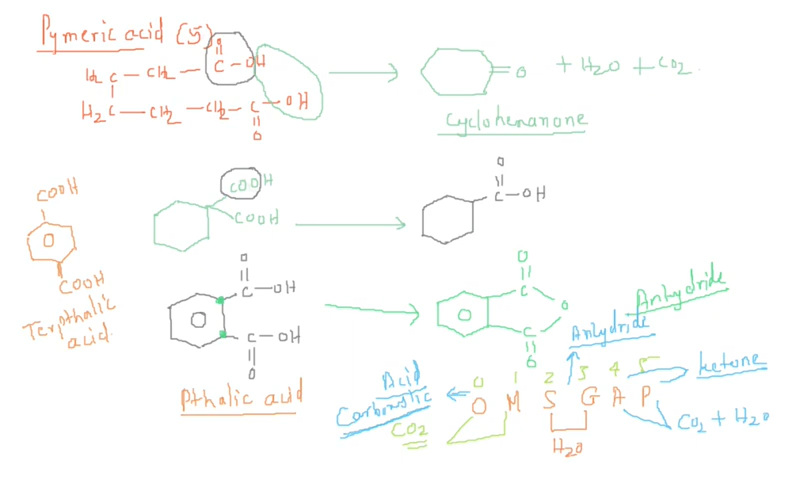 Pymeric acid (5)
O
H2 C - CH2 - C - OH
H2 C - CH2 - CH2 - C - OH
O
= O + H2O + CO2
Cyclohenanone
COOH
COOH
COOH
COOH
Terpthalic
acid.
O
C - OH
O
C - OH
C - OH
O
Pthalic acid
O
C
O
C
O
Anhydride
Anhydride
Acid
Carboxylic
CO2
0 1 2 3 4 5
O M S G A P
H2O
ketone
CO2 + H2O